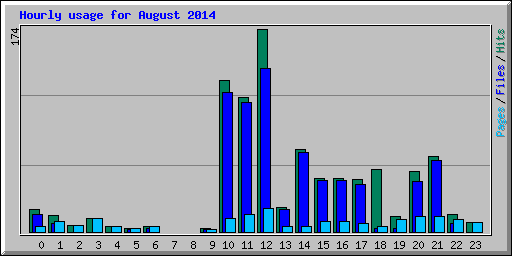 Hourly usage for August 2014
174
Pages/Files/Hits
0 1 2 3 4 5 6 7 8 9 10 11 12 13 14 15 16 17 18 19 20 21 22 23